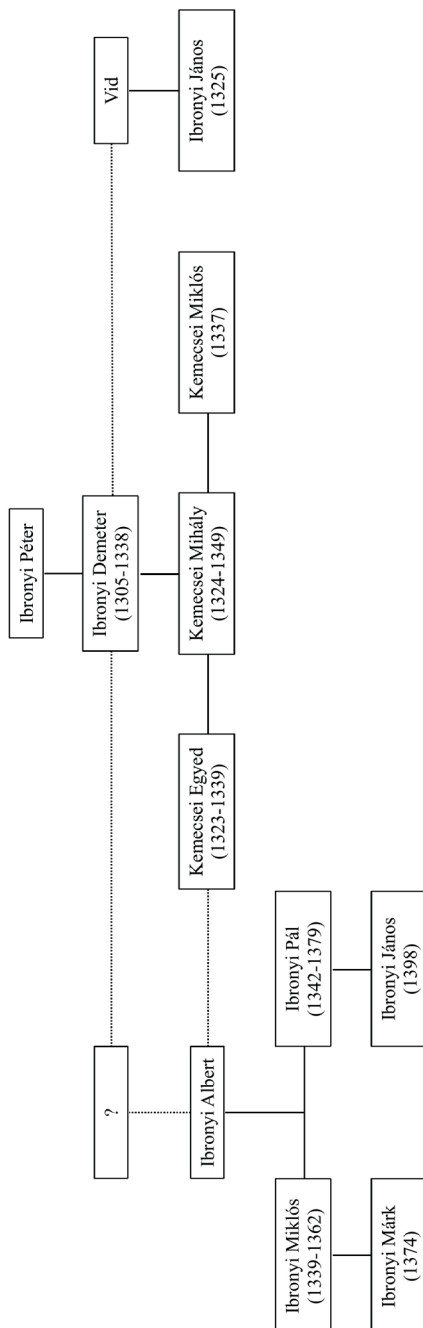 Ibronyi Péter
?
Ibronyi Demeter
(1305-1338)
Vid
Ibronyi Albert
Kemecsei Egyed
(1323-1339)
Kemecsei Mihály
(1324-1349)
Kemecsei Miklós
(1337)
Ibronyi János
(1325)
Ibronyi Miklós
(1339-1362)
Ibronyi Pál
(1342-1379)
Ibronyi Márk
(1374)
Ibronyi János
(1398)